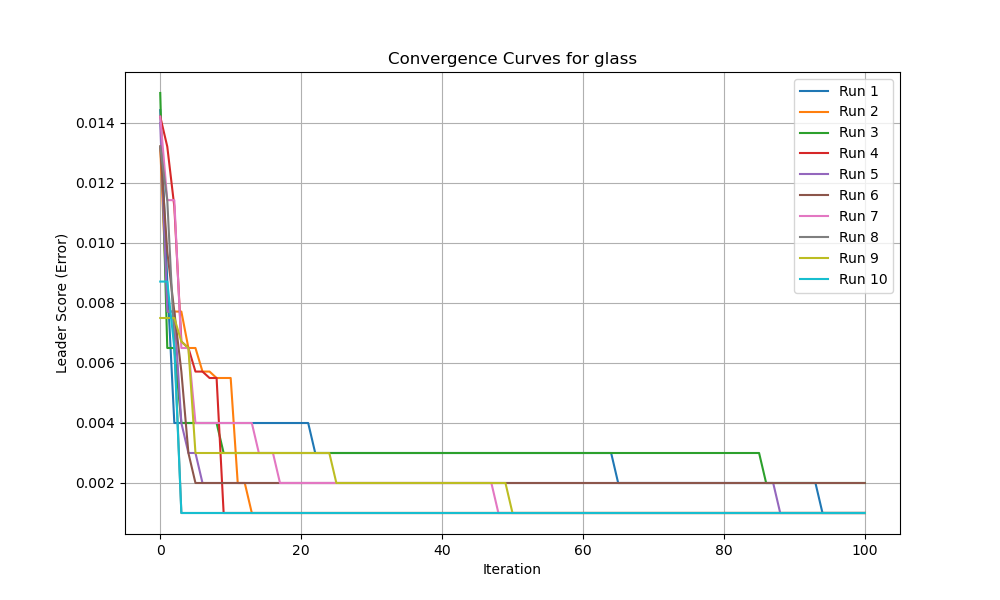 Convergence Curves for glass
Leader Score (Error)
0.014
0.012
0.010
0.008
0.006
0.004
0.002
Run 1
Run 2
Run 3
Run 4
Run 5
Run 6
Run 7
Run 8
Run 9
Run 10
0
20
40
60
80
100
Iteration